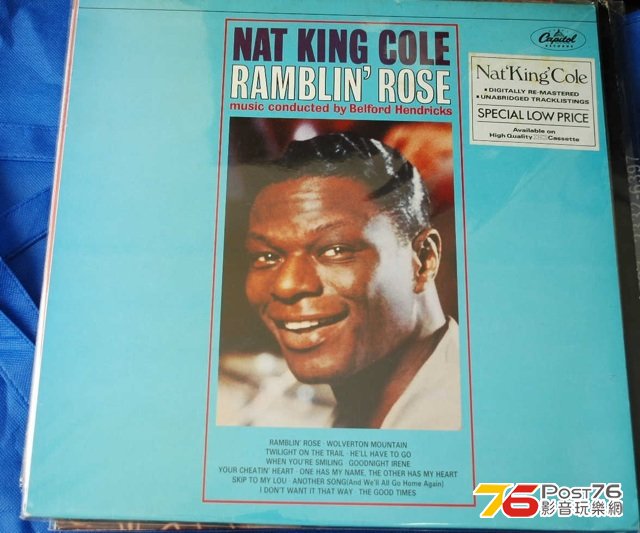 Capitol
RECORDS
NAT KING COLE
RAMBLIN' ROSE
music conducted by Belford Hendricks
Nat 'King' Cole
▪ DIGITALLY RE-MASTERED
▪ UNABRIDGED TRACKLISTINGS
SPECIAL LOW PRICE
Available on
High Quality XDR Cassette
RAMBLIN' ROSE · WOLVERTON MOUNTAIN
TWILIGHT ON THE TRAIL · HE'LL HAVE TO GO
WHEN YOU'RE SMILING · GOODNIGHT IRENE
YOUR CHEATIN' HEART · ONE HAS MY NAME, THE OTHER HAS MY HEART
SKIP TO MY LOU · ANOTHER SONG(And We'll All Go Home Again)
I DON'T WANT IT THAT WAY · THE GOOD TIMES
76 Post76
影音玩樂網